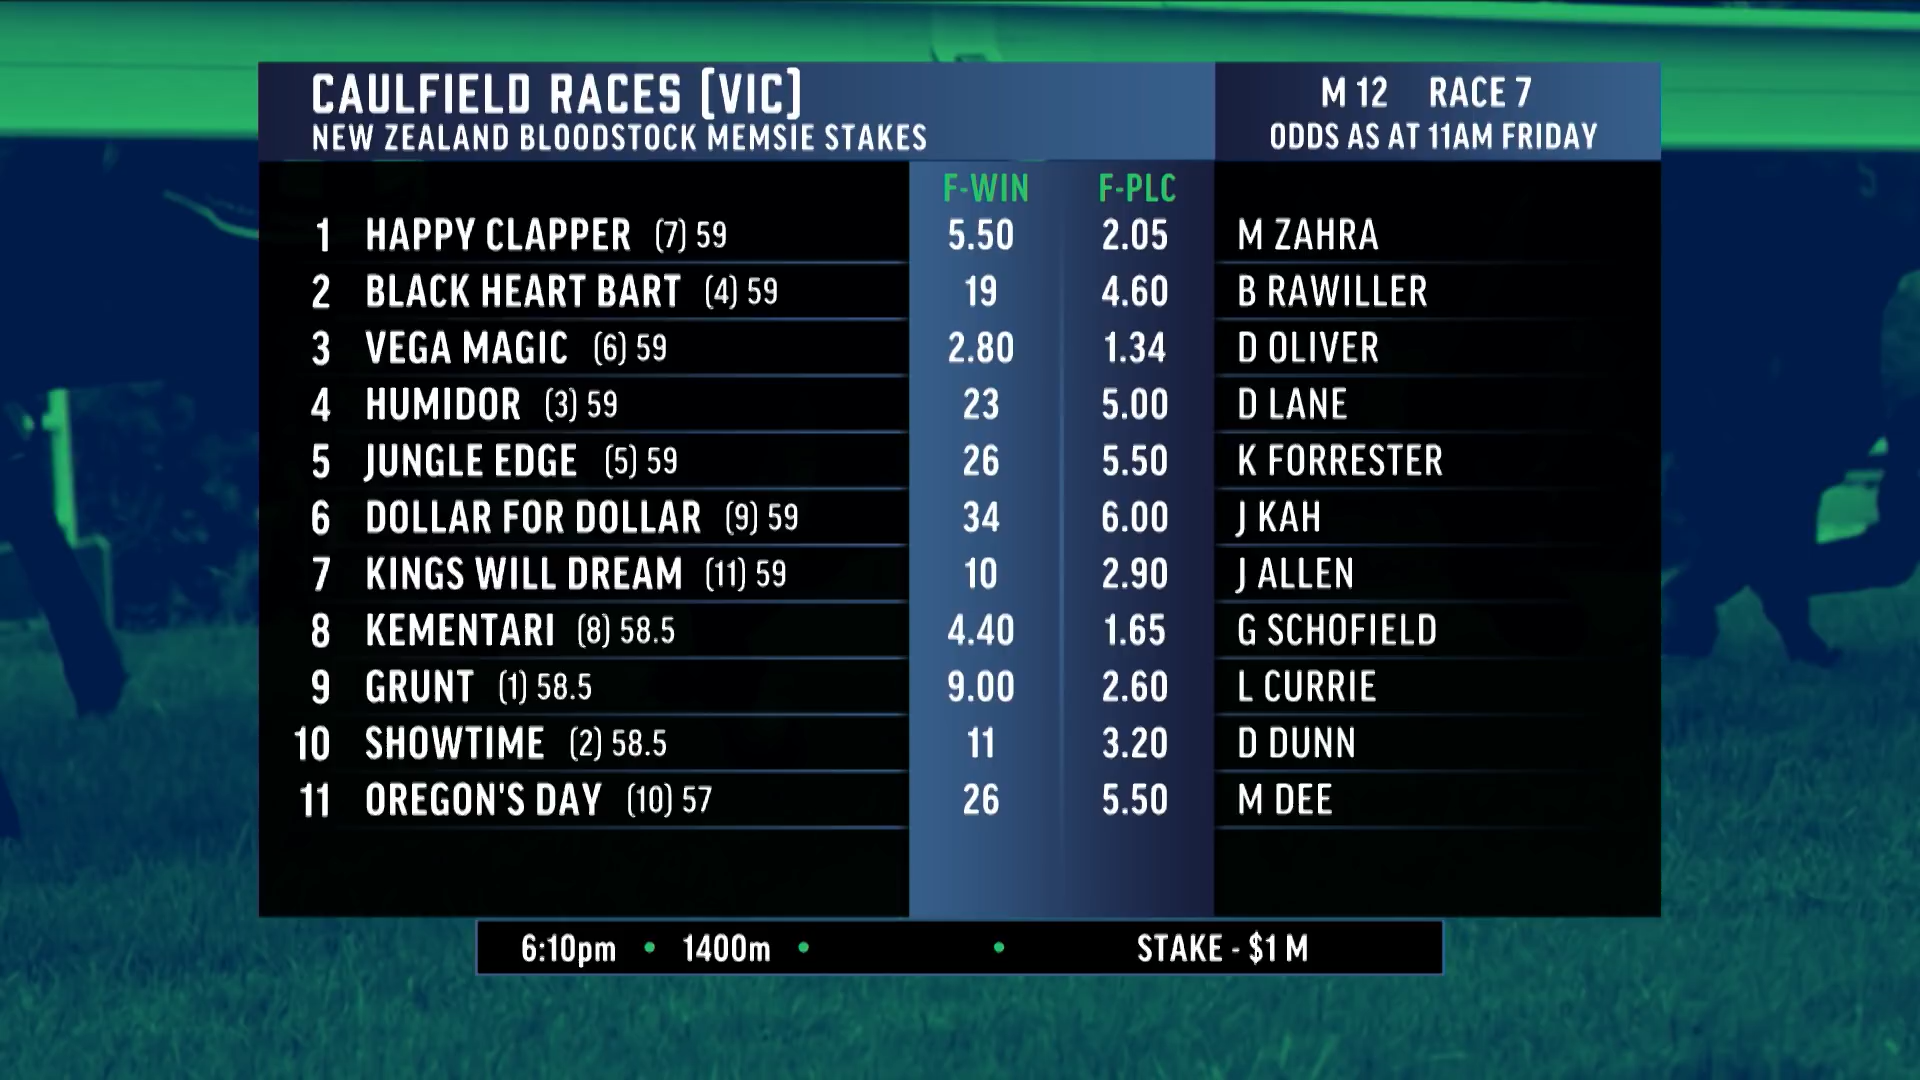 CAULFIELD RACES (VIC)
NEW ZEALAND BLOODSTOCK MEMSIE STAKES
M 12 RACE 7
ODDS AS AT 11AM FRIDAY
F-WIN F-PLC
1 HAPPY CLAPPER (7) 59 5.50 2.05 M ZAHRA
2 BLACK HEART BART (4) 59 19 4.60 B RAWILLER
3 VEGA MAGIC (6) 59 2.80 1.34 D OLIVER
4 HUMIDOR (3) 59 23 5.00 D LANE
5 JUNGLE EDGE (5) 59 26 5.50 K FORRESTER
6 DOLLAR FOR DOLLAR (9) 59 34 6.00 J KAH
7 KINGS WILL DREAM (11) 59 10 2.90 J ALLEN
8 KEMENTARI (8) 58.5 4.40 1.65 G SCHOFIELD
9 GRUNT (1) 58.5 9.00 2.60 L CURRIE
10 SHOWTIME (2) 58.5 11 3.20 D DUNN
11 OREGON'S DAY (10) 57 26 5.50 M DEE
6:10pm • 1400m • • STAKE - $1 M